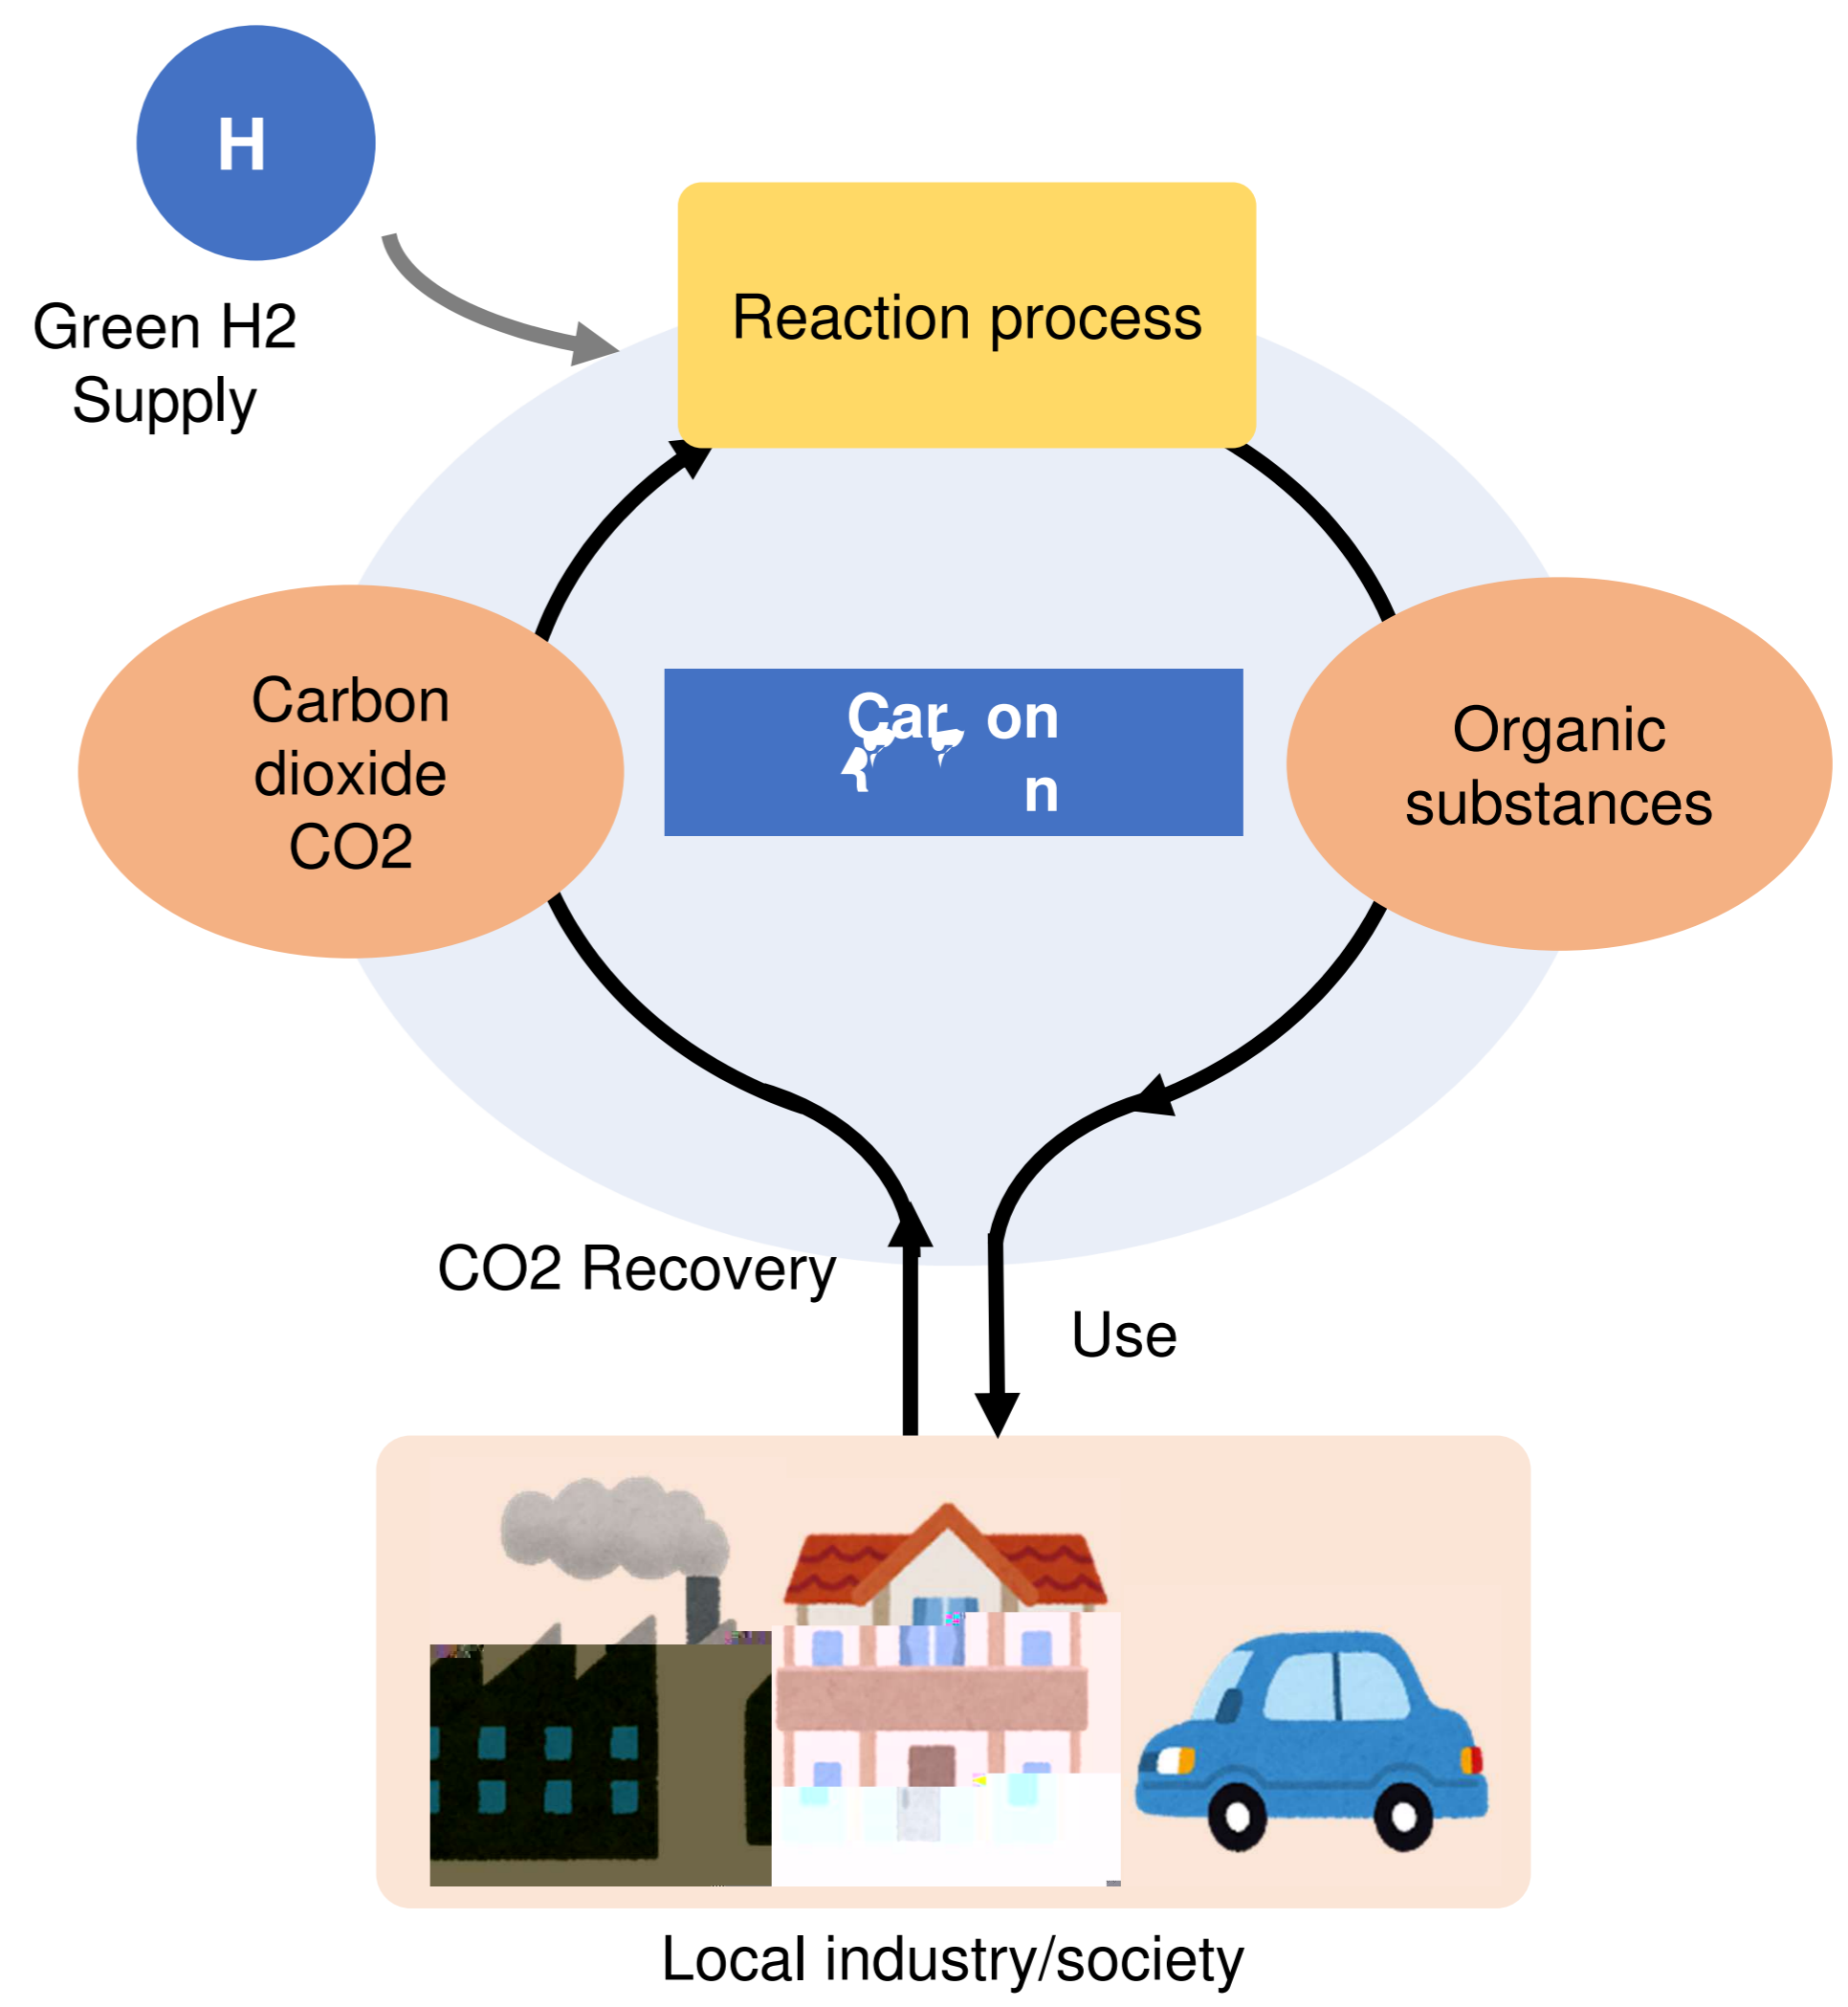 H
Green H2
Supply
Reaction process
Carbon
dioxide
CO2
Organic
substances
CO2 Recovery
Use
Local industry/society